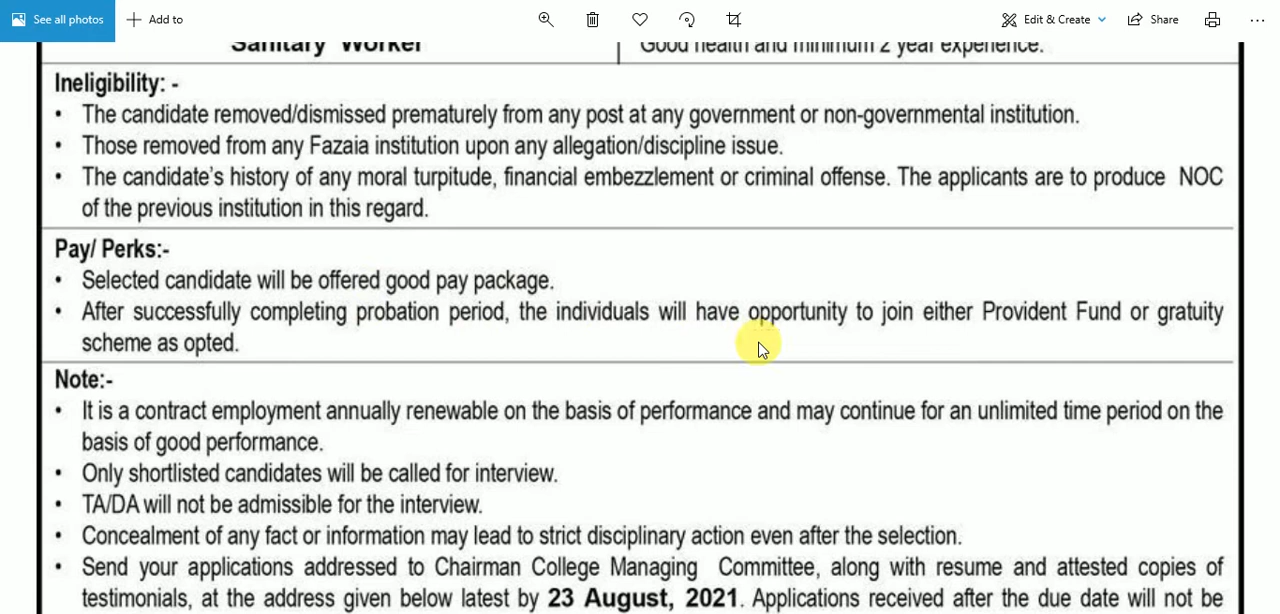 See all photos
Add to
Edit & Create
Share
Sanitary Worker
Good health and minimum 2 year experience.
Ineligibility: -
• The candidate removed/dismissed prematurely from any post at any government or non-governmental institution.
• Those removed from any Fazaia institution upon any allegation/discipline issue.
• The candidate's history of any moral turpitude, financial embezzlement or criminal offense. The applicants are to produce NOC
of the previous institution in this regard.
Pay/ Perks:-
• Selected candidate will be offered good pay package.
• After successfully completing probation period, the individuals will have opportunity to join either Provident Fund or gratuity
scheme as opted.
Note:-
• It is a contract employment annually renewable on the basis of performance and may continue for an unlimited time period on the
basis of good performance.
• Only shortlisted candidates will be called for interview.
• TA/DA will not be admissible for the interview.
• Concealment of any fact or information may lead to strict disciplinary action even after the selection.
• Send your applications addressed to Chairman College Managing Committee, along with resume and attested copies of
testimonials, at the address given below latest by 23 August, 2021. Applications received after the due date will not be